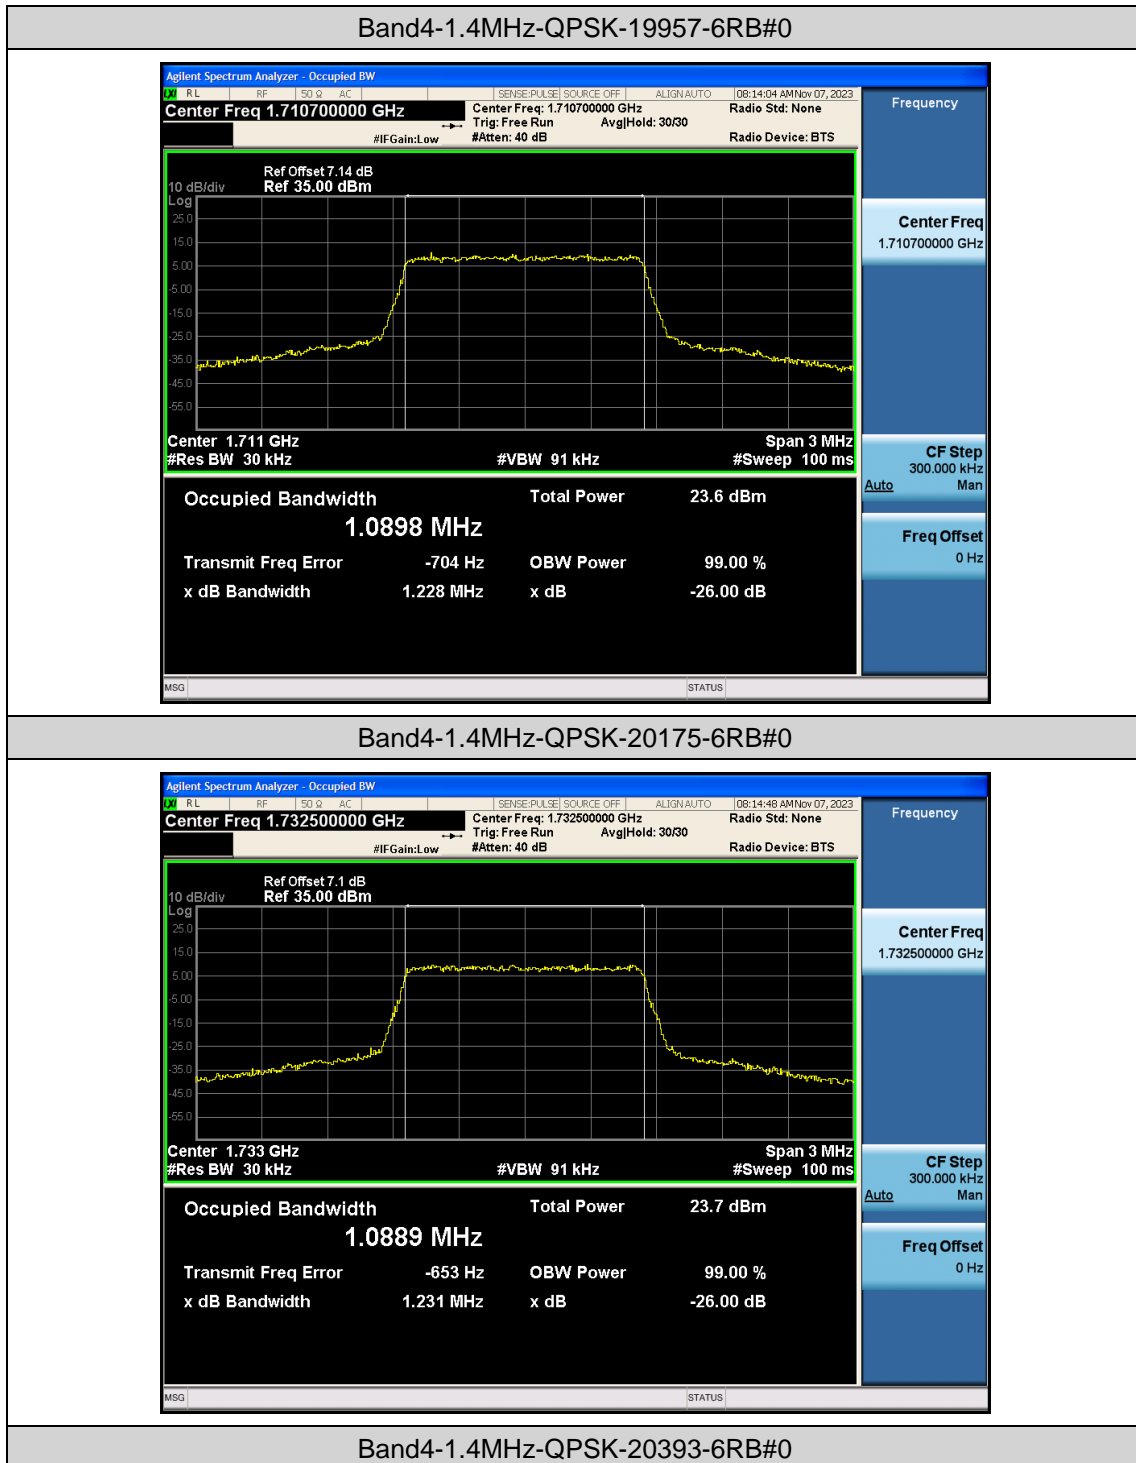 Band4-1.4MHz-QPSK-19957-6RB#0
Agilent Spectrum Analyzer - Occupied BW
LXI RL RF 50 Ω AC SENSE:PULSE SOURCE OFF ALIGN AUTO 08:14:04 AM Nov 07, 2023
Center Freq 1.710700000 GHz Center Freq: 1.710700000 GHz Radio Std: None
Trig: Free Run Avg|Hold: 30/30
#IFGain:Low #Atten: 40 dB Radio Device: BTS
Frequency
Ref Offset 7.14 dB
10 dB/div Ref 35.00 dBm
Log
25.0
15.0
5.00
-5.00
-15.0
-25.0
-35.0
-45.0
-55.0
Center 1.711 GHz Span 3 MHz
#Res BW 30 kHz #VBW 91 kHz #Sweep 100 ms
Center Freq
1.710700000 GHz
CF Step
300.000 kHz
Auto Man
Freq Offset
0 Hz
Occupied Bandwidth Total Power 23.6 dBm
1.0898 MHz
Transmit Freq Error -704 Hz OBW Power 99.00 %
x dB Bandwidth 1.228 MHz x dB -26.00 dB
MSG STATUS
Band4-1.4MHz-QPSK-20175-6RB#0
Agilent Spectrum Analyzer - Occupied BW
LXI RL RF 50 Ω AC SENSE:PULSE SOURCE OFF ALIGN AUTO 08:14:48 AM Nov 07, 2023
Center Freq 1.732500000 GHz Center Freq: 1.732500000 GHz Radio Std: None
Trig: Free Run Avg|Hold: 30/30
#IFGain:Low #Atten: 40 dB Radio Device: BTS
Frequency
Ref Offset 7.1 dB
10 dB/div Ref 35.00 dBm
Log
25.0
15.0
5.00
-5.00
-15.0
-25.0
-35.0
-45.0
-55.0
Center 1.733 GHz Span 3 MHz
#Res BW 30 kHz #VBW 91 kHz #Sweep 100 ms
Center Freq
1.732500000 GHz
CF Step
300.000 kHz
Auto Man
Freq Offset
0 Hz
Occupied Bandwidth Total Power 23.7 dBm
1.0889 MHz
Transmit Freq Error -653 Hz OBW Power 99.00 %
x dB Bandwidth 1.231 MHz x dB -26.00 dB
MSG STATUS
Band4-1.4MHz-QPSK-20393-6RB#0